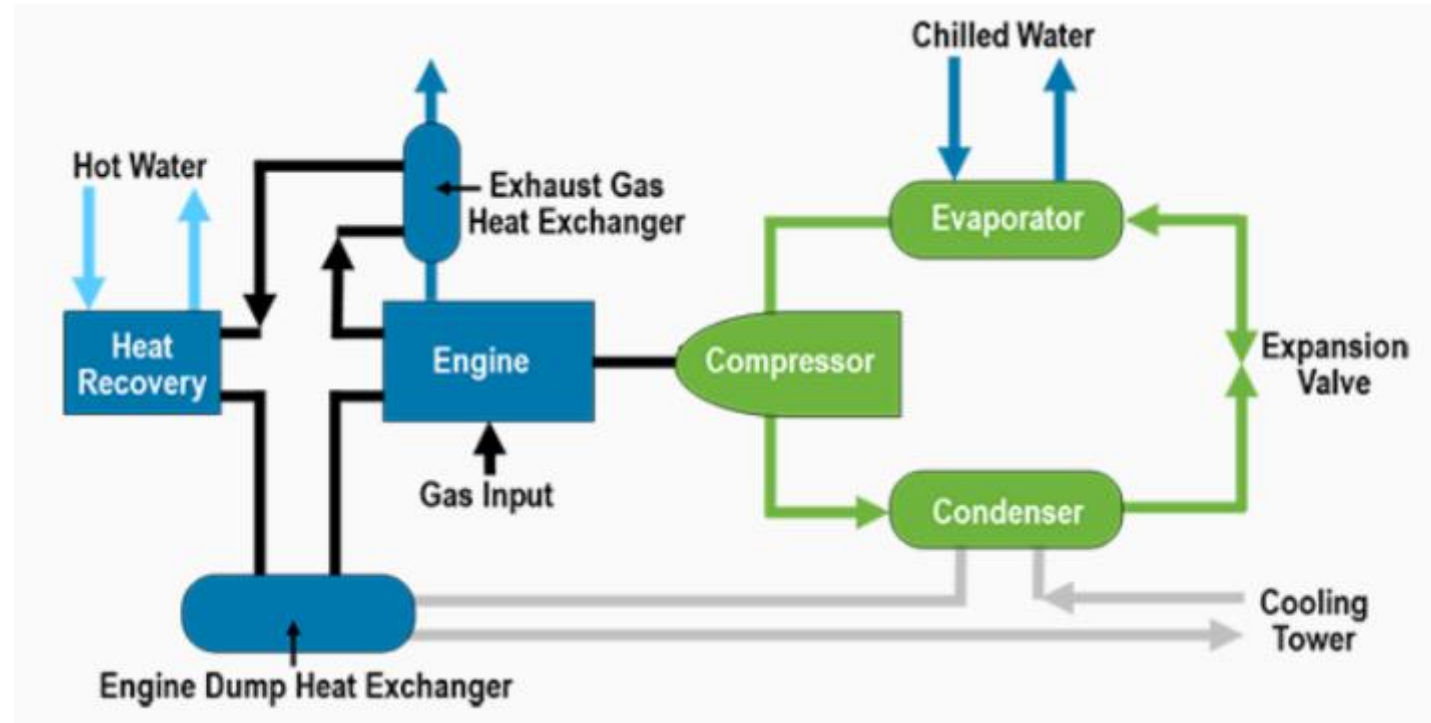 Chilled Water
Hot Water
Exhaust Gas
Heat Exchanger
Evaporator
Heat
Recovery
Engine
Compressor
Expansion
Valve
Gas Input
Condenser
Cooling
Tower
Engine Dump Heat Exchanger